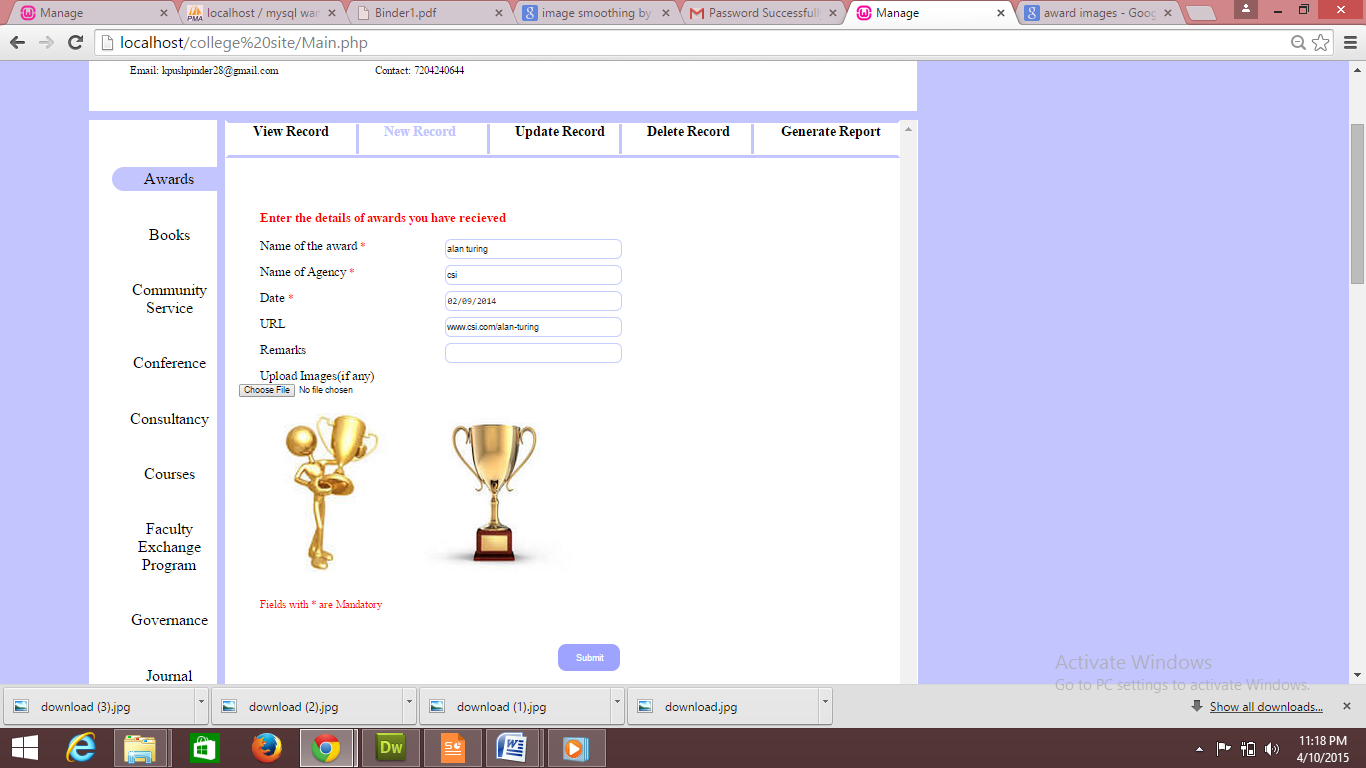 Manage
localhost / mysql war
Binder1.pdf
image smoothing by
Password Successfull
Manage
award images - Goog
localhost/college%20site/Main.php
Email: kpushpinder28@gmail.com Contact: 7204240644
View Record New Record Update Record Delete Record Generate Report
Awards
Books
Community
Service
Conference
Consultancy
Courses
Faculty
Exchange
Program
Governance
Journal
Enter the details of awards you have recieved
Name of the award * alan turing
Name of Agency * csi
Date * 02/09/2014
URL www.csi.com/alan-turing
Remarks
Upload Images(if any)
Choose File No file chosen
Fields with * are Mandatory
Submit
Activate Windows
Go to PC settings to activate Windows.
download (3).jpg download (2).jpg download (1).jpg download.jpg Show all downloads...
Dw
11:18 PM
4/10/2015